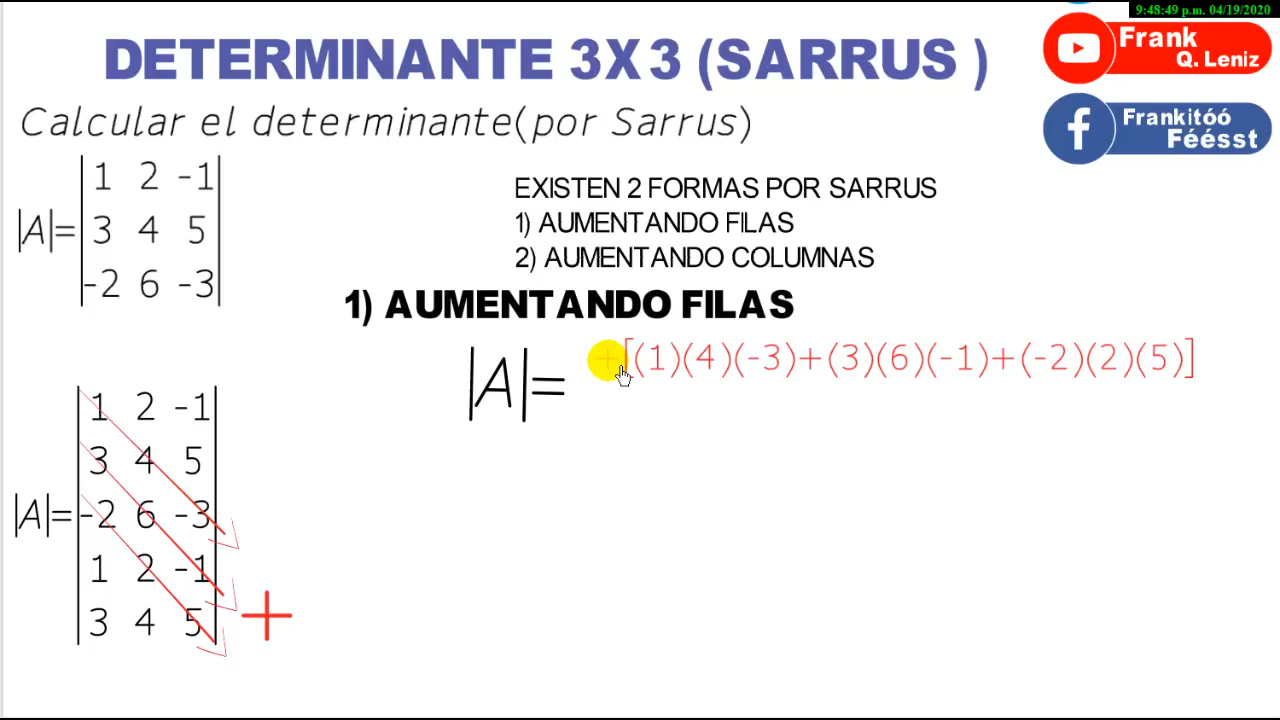 9:48:49 p.m. 04/19/2020
DETERMINANTE 3X3 (SARRUS )
Frank
Q. Leniz
Calcular el determinante(por Sarrus)
Frankitóó
Féésst
1 2 -1
|A|= 3 4 5
-2 6 -3
EXISTEN 2 FORMAS POR SARRUS
1) AUMENTANDO FILAS
2) AUMENTANDO COLUMNAS
1) AUMENTANDO FILAS
|A|= +[(1)(4)(-3)+(3)(6)(-1)+(-2)(2)(5)]
1 2 -1
3 4 5
|A|= -2 6 -3
1 2 -1
3 4 5
+